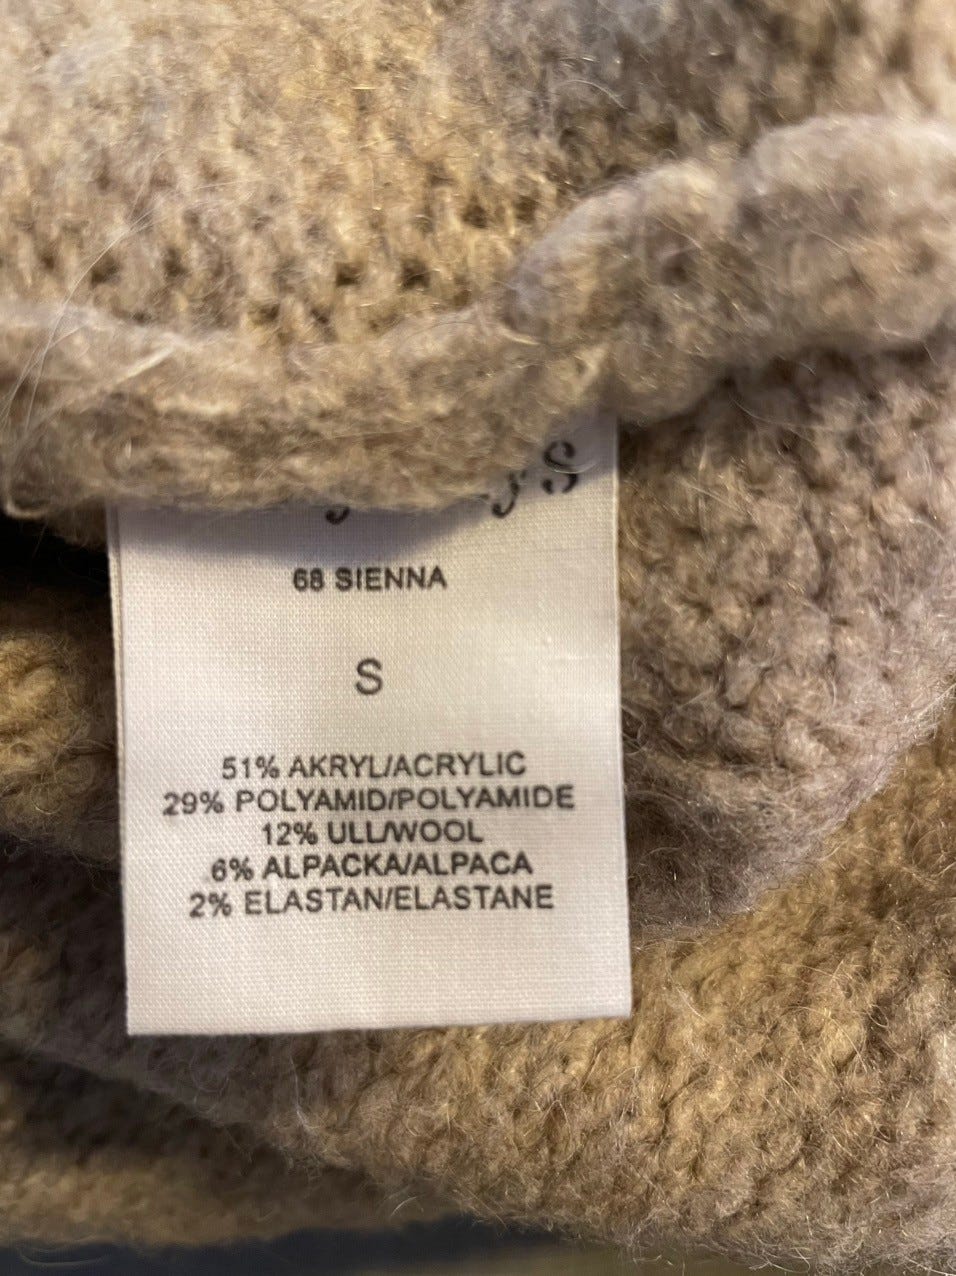 68 SIENNA
S
51% AKRYL/ACRYLIC
29% POLYAMID/POLYAMIDE
12% ULL/WOOL
6% ALPACKA/ALPACA
2% ELASTAN/ELASTANE